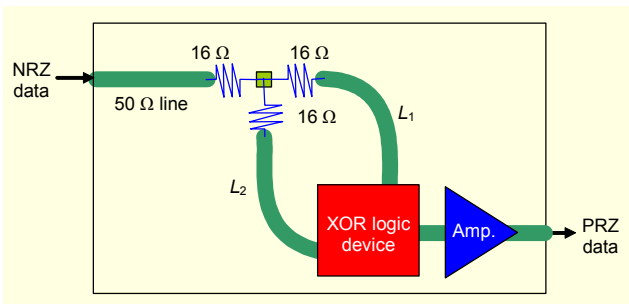 NRZ
data
50 Ω line
16 Ω
16 Ω
16 Ω
L1
L2
XOR logic
device
Amp.
PRZ
data